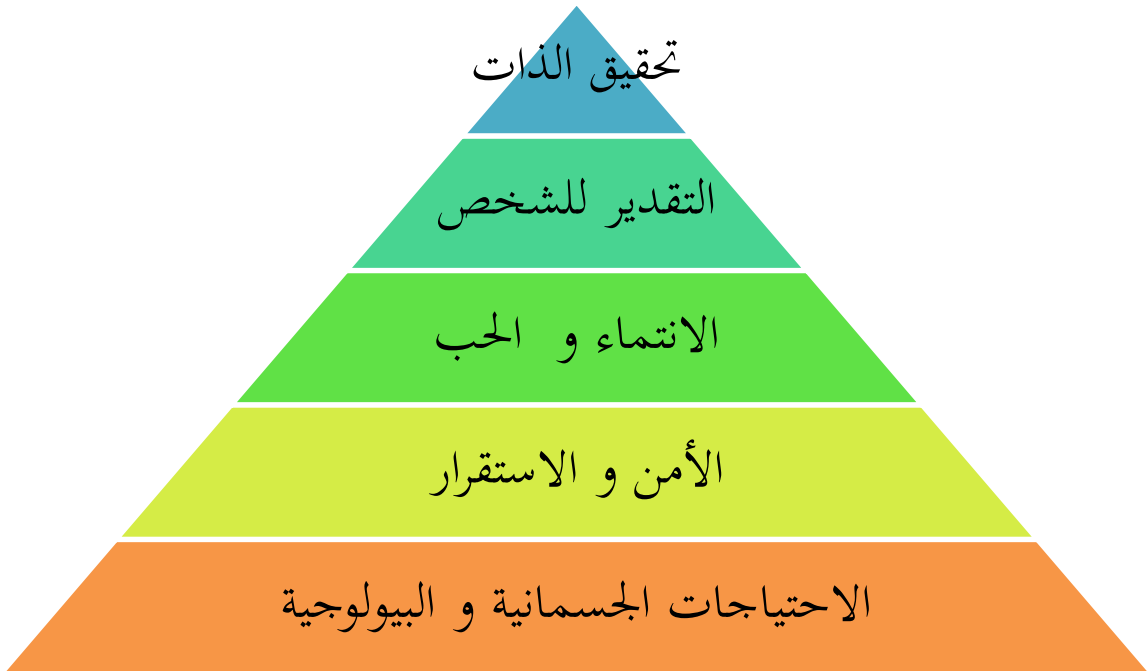 تحقيق الذات
التقدير للشخص
الانتماء و الحب
الأمن و الاستقرار
الاحتياجات الجسمانية و البيولوجية